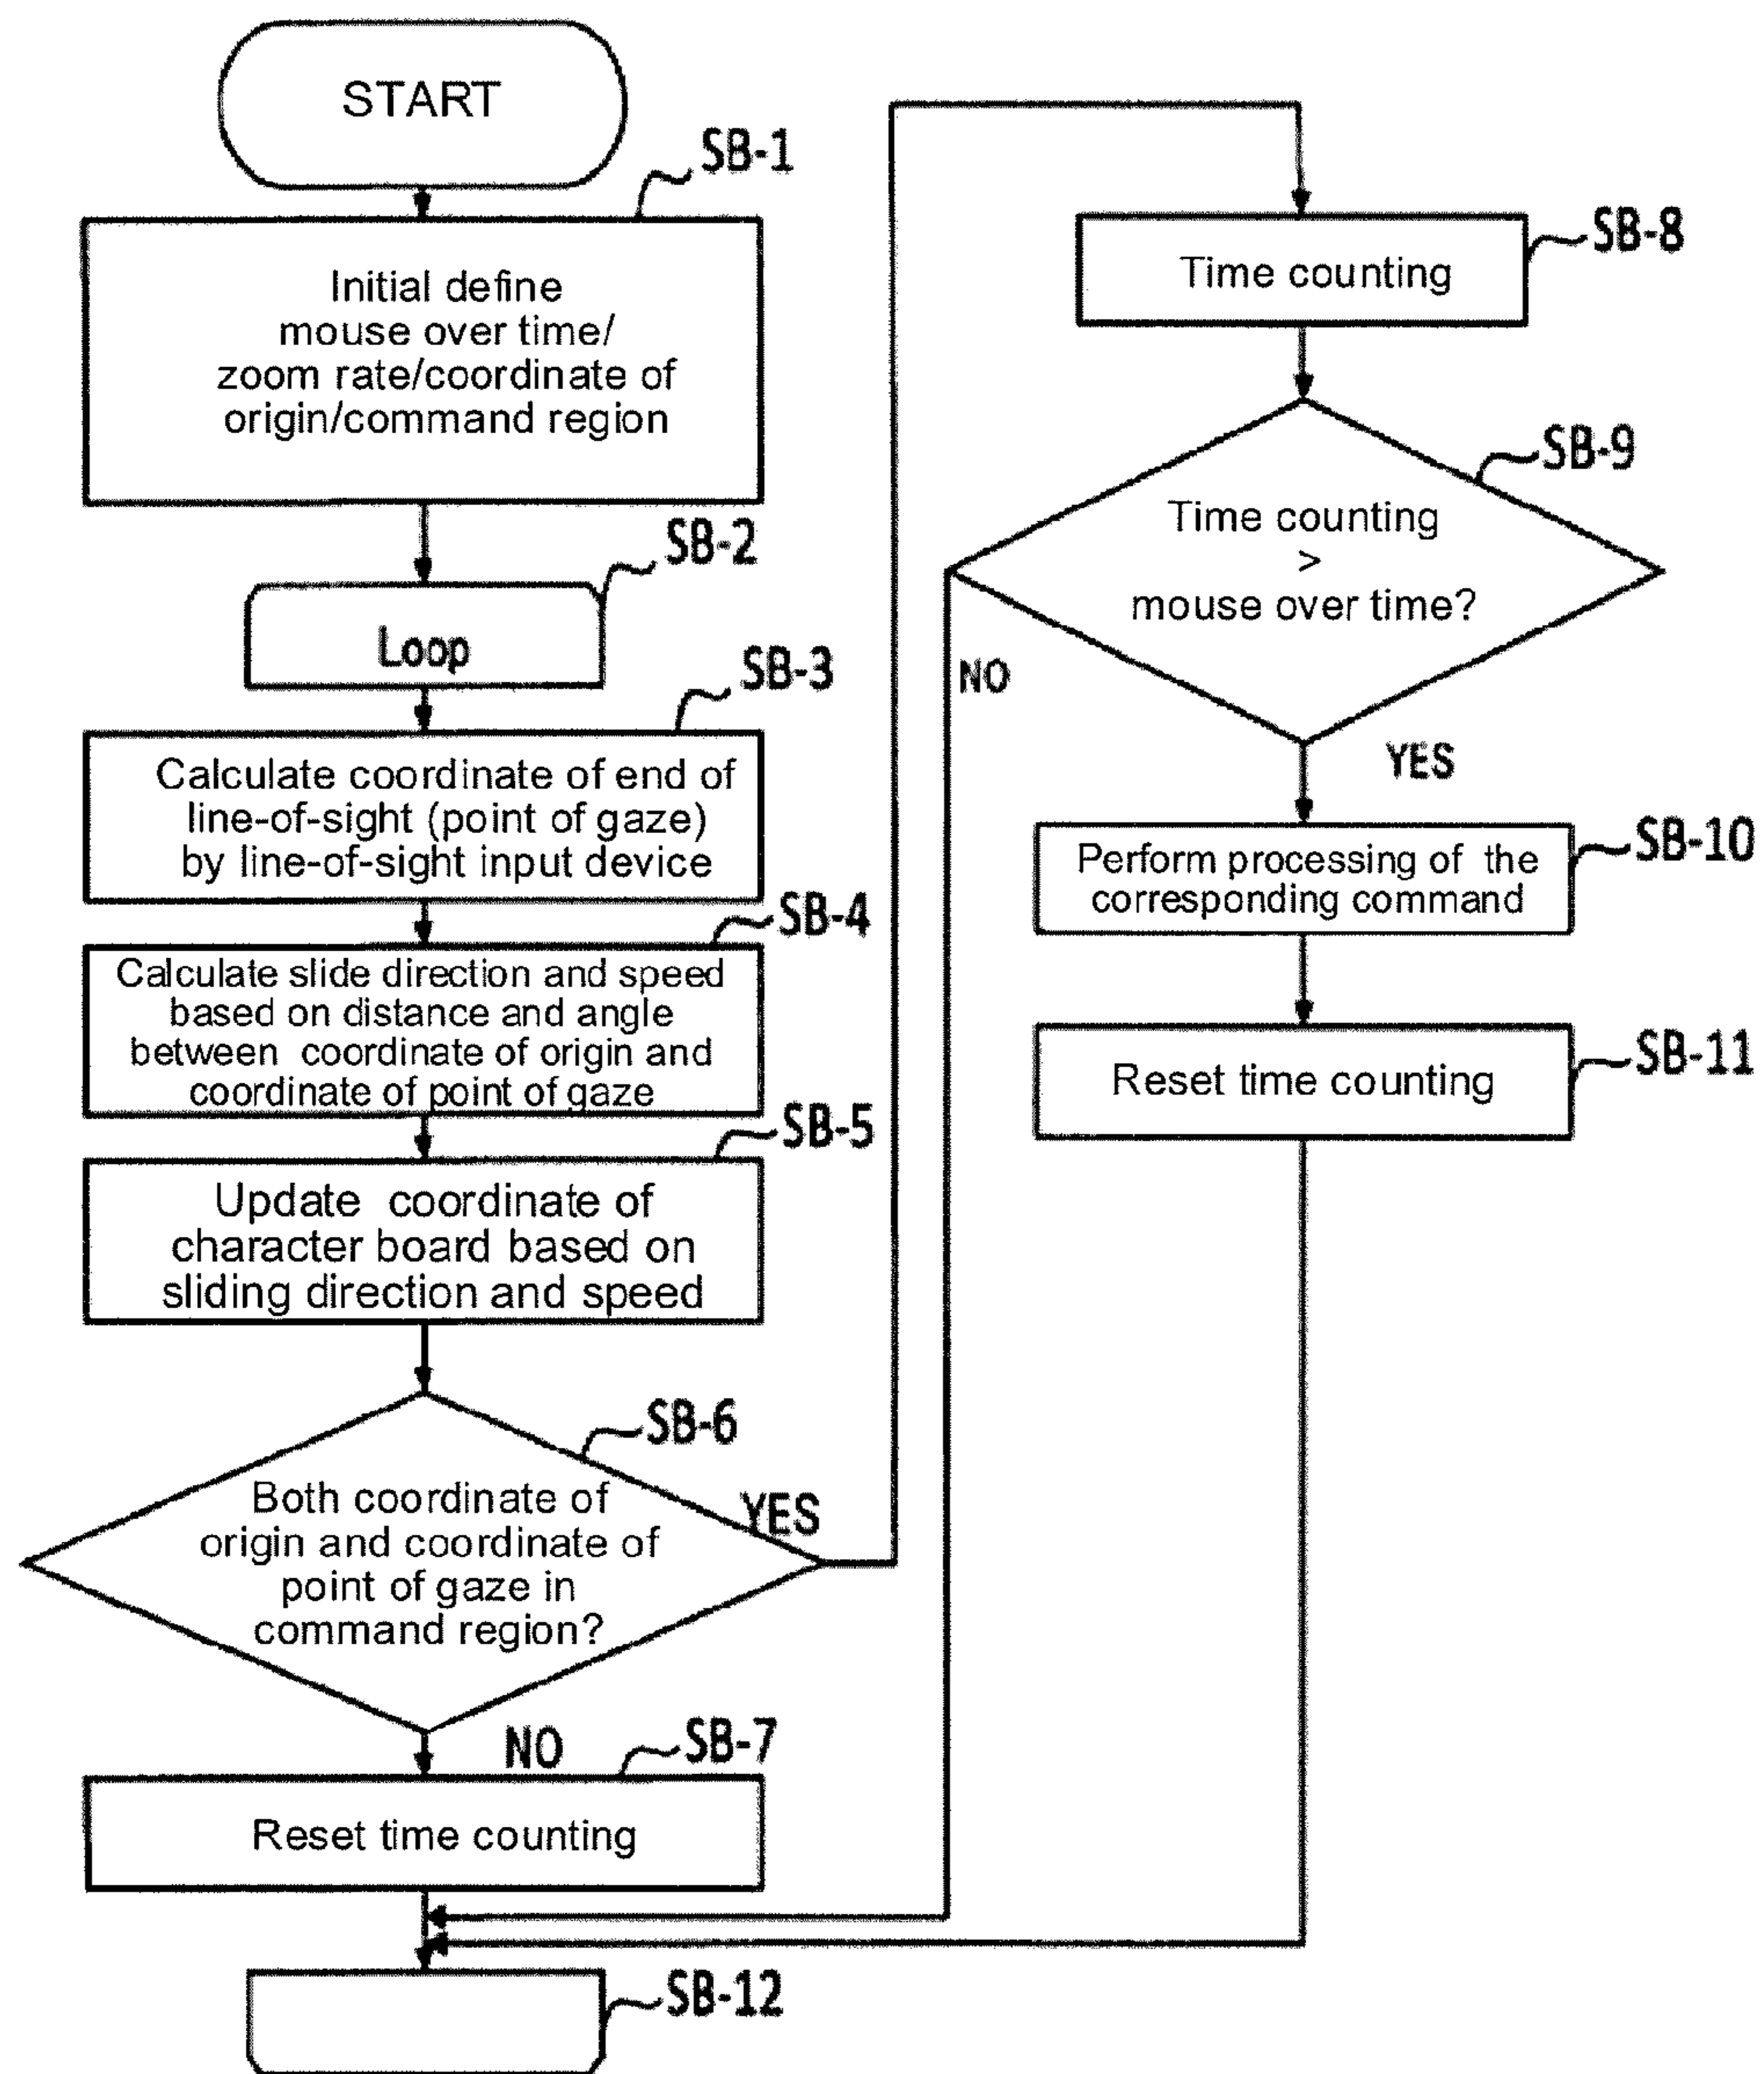 START
SB-1
Initial define
mouse over time/
zoom rate/coordinate of
origin/command region
SB-2
Loop
SB-3
Calculate coordinate of end of
line-of-sight (point of gaze)
by line-of-sight input device
SB-4
Calculate slide direction and speed
based on distance and angle
between coordinate of origin and
coordinate of point of gaze
SB-5
Update coordinate of
character board based on
sliding direction and speed
SB-6
Both coordinate of
origin and coordinate of
point of gaze in
command region?
YES
NO
SB-7
Reset time counting
SB-8
Time counting
SB-9
Time counting
>
mouse over time?
NO
YES
SB-10
Perform processing of the
corresponding command
SB-11
Reset time counting
SB-12